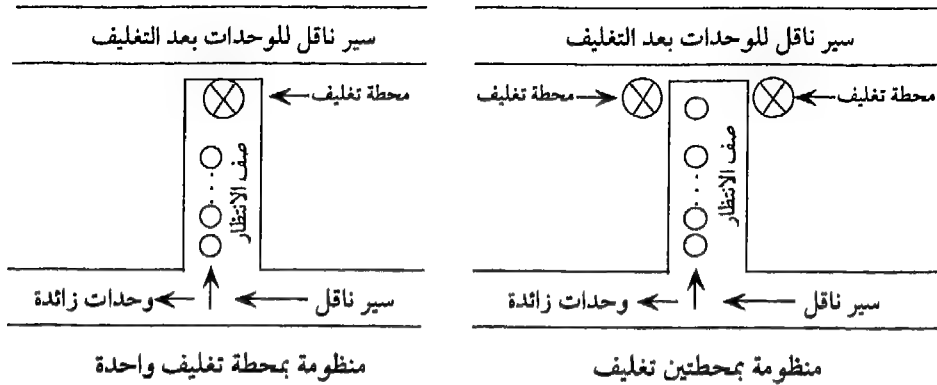 سير ناقل للوحدات بعد التغليف
محطة تغليف
صف الانتظار
وحدات زائدة
سير ناقل
منظومة بمحطة تغليف واحدة
سير ناقل للوحدات بعد التغليف
محطة تغليف
محطة تغليف
صف الانتظار
وحدات زائدة
سير ناقل
منظومة بمحطتين تغليف